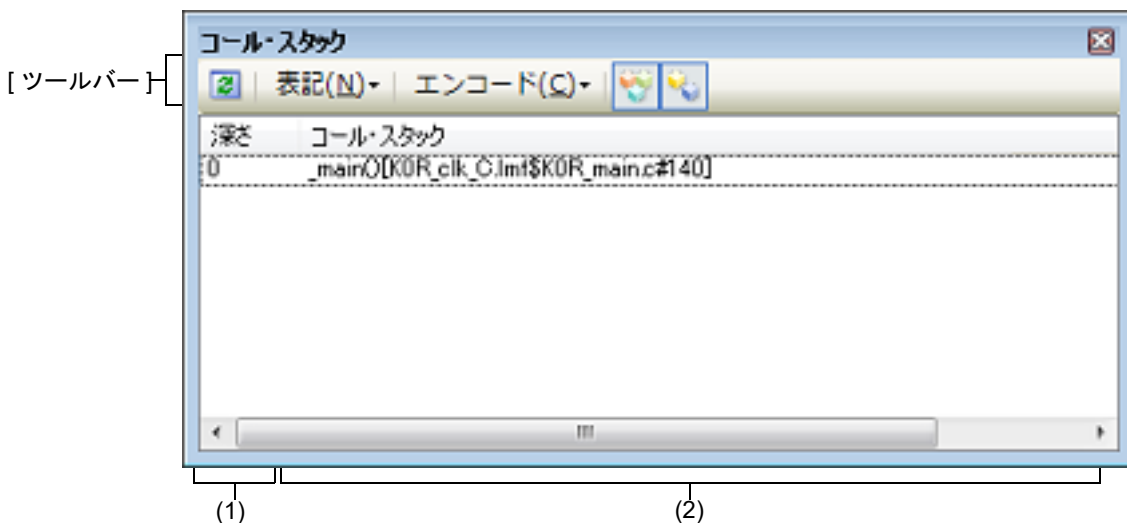 コール・スタック
[ ツールバー ]
表記(N) エンコード(C)
深さ コール・スタック
0 _main()[K0R_clk_C.lmf$K0R_main.c#140]
(1) (2)